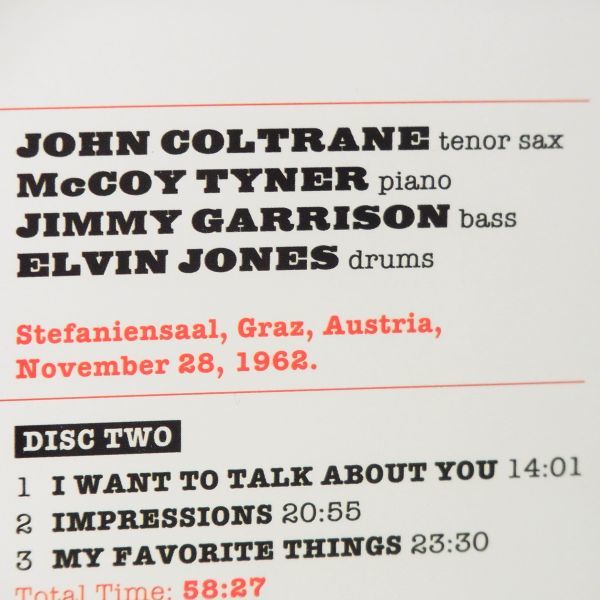 JOHN COLTRANE tenor sax
McCOY TYNER piano
JIMMY GARRISON bass
ELVIN JONES drums
Stefaniensaal, Graz, Austria,
November 28, 1962.
DISC TWO
1 I WANT TO TALK ABOUT YOU 14:01
2 IMPRESSIONS 20:55
3 MY FAVORITE THINGS 23:30
Total Time: 58:27